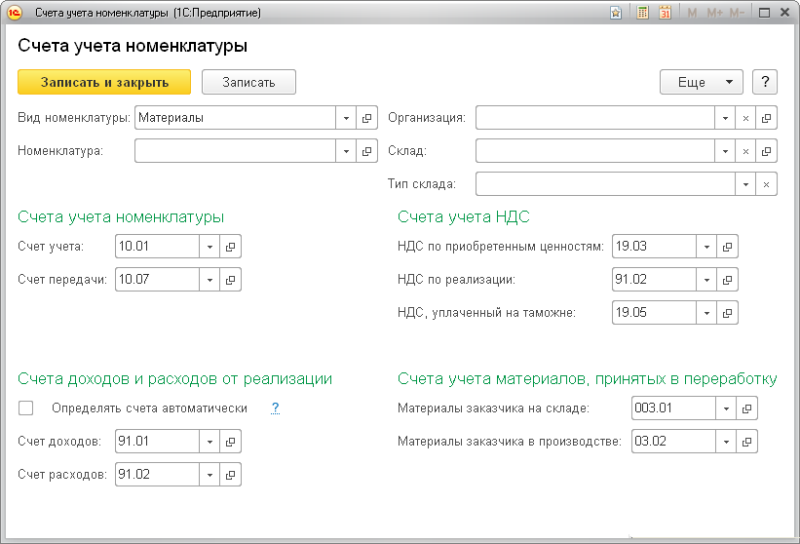 Счета учета номенклатуры (1С:Предприятие)
M M+ M-
Счета учета номенклатуры
Записать и закрыть Записать Еще ?
Вид номенклатуры: Материалы Организация:
Номенклатура: Склад:
Тип склада:
Счета учета номенклатуры Счета учета НДС
Счет учета: 10.01 НДС по приобретенным ценностям: 19.03
Счет передачи: 10.07 НДС по реализации: 91.02
НДС, уплаченный на таможне: 19.05
Счета доходов и расходов от реализации Счета учета материалов, принятых в переработку
Определять счета автоматически ? Материалы заказчика на складе: 003.01
Счет доходов: 91.01 Материалы заказчика в производстве: 03.02
Счет расходов: 91.02